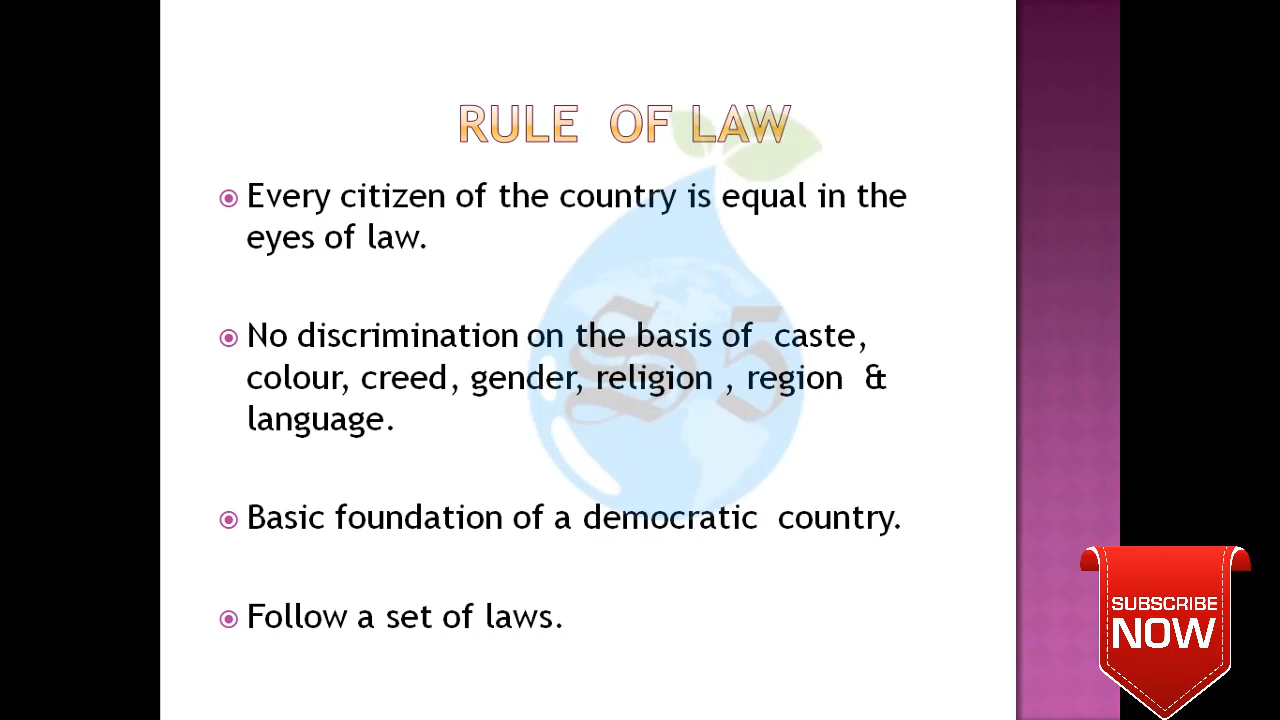 RULE OF LAW
Every citizen of the country is equal in the
eyes of law.
No discrimination on the basis of caste,
colour, creed, gender, religion , region &
language.
Basic foundation of a democratic country.
Follow a set of laws.
S 5
SUBSCRIBE
NOW